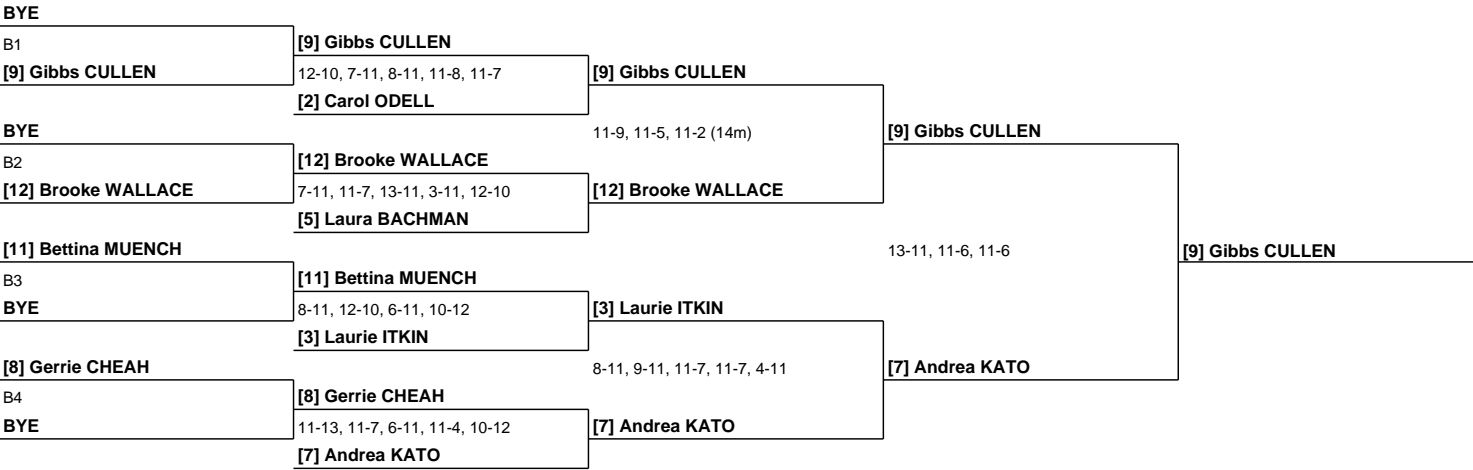 BYE
B1
[9] Gibbs CULLEN
BYE
B2
[12] Brooke WALLACE
[11] Bettina MUENCH
B3
BYE
[8] Gerrie CHEAH
B4
BYE
[9] Gibbs CULLEN
12-10, 7-11, 8-11, 11-8, 11-7
[2] Carol ODELL
[12] Brooke WALLACE
7-11, 11-7, 13-11, 3-11, 12-10
[5] Laura BACHMAN
[11] Bettina MUENCH
8-11, 12-10, 6-11, 10-12
[3] Laurie ITKIN
[8] Gerrie CHEAH
11-13, 11-7, 6-11, 11-4, 10-12
[7] Andrea KATO
[9] Gibbs CULLEN
11-9, 11-5, 11-2 (14m)
[12] Brooke WALLACE
[3] Laurie ITKIN
8-11, 9-11, 11-7, 11-7, 4-11
[7] Andrea KATO
[9] Gibbs CULLEN
13-11, 11-6, 11-6
[7] Andrea KATO
[9] Gibbs CULLEN